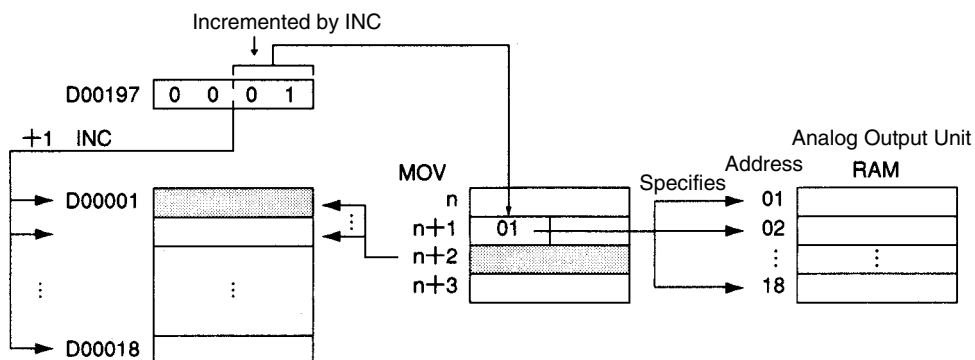 Incremented by INC
D00197 0 0 0 1
+1 INC
Analog Output Unit
MOV
Address
RAM
Specifies
D00001
n
01
n+1
01
02
⋮
n+2
⋮
⋮
⋮
⋮
n+3
18
D00018